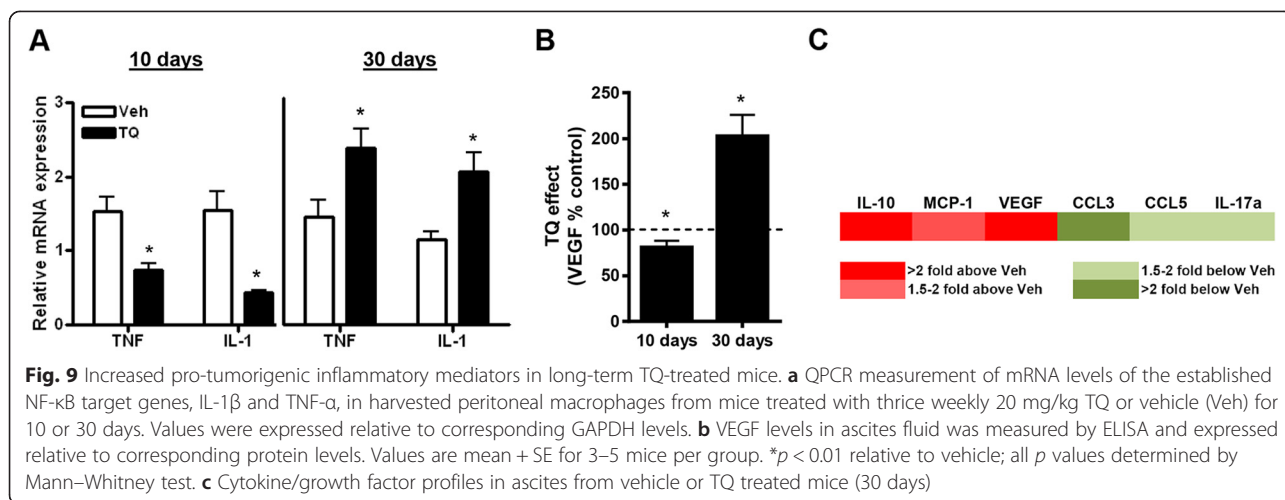 A
B
C
10 days
30 days
Relative mRNA expression
3
2
1
0
Veh
TQ
*
*
*
*
TNF
IL-1
TNF
IL-1
TQ effect
(VEGF % control)
250
200
150
100
50
0
*
*
10 days
30 days
IL-10 MCP-1 VEGF CCL3 CCL5 IL-17a
>2 fold above Veh
1.5-2 fold above Veh
1.5-2 fold below Veh
>2 fold below Veh
Fig. 9 Increased pro-tumorigenic inflammatory mediators in long-term TQ-treated mice. a QPCR measurement of mRNA levels of the established
NF-κB target genes, IL-1β and TNF-α, in harvested peritoneal macrophages from mice treated with thrice weekly 20 mg/kg TQ or vehicle (Veh) for
10 or 30 days. Values were expressed relative to corresponding GAPDH levels. b VEGF levels in ascites fluid was measured by ELISA and expressed
relative to corresponding protein levels. Values are mean + SE for 3–5 mice per group. *p < 0.01 relative to vehicle; all p values determined by
Mann–Whitney test. c Cytokine/growth factor profiles in ascites from vehicle or TQ treated mice (30 days)